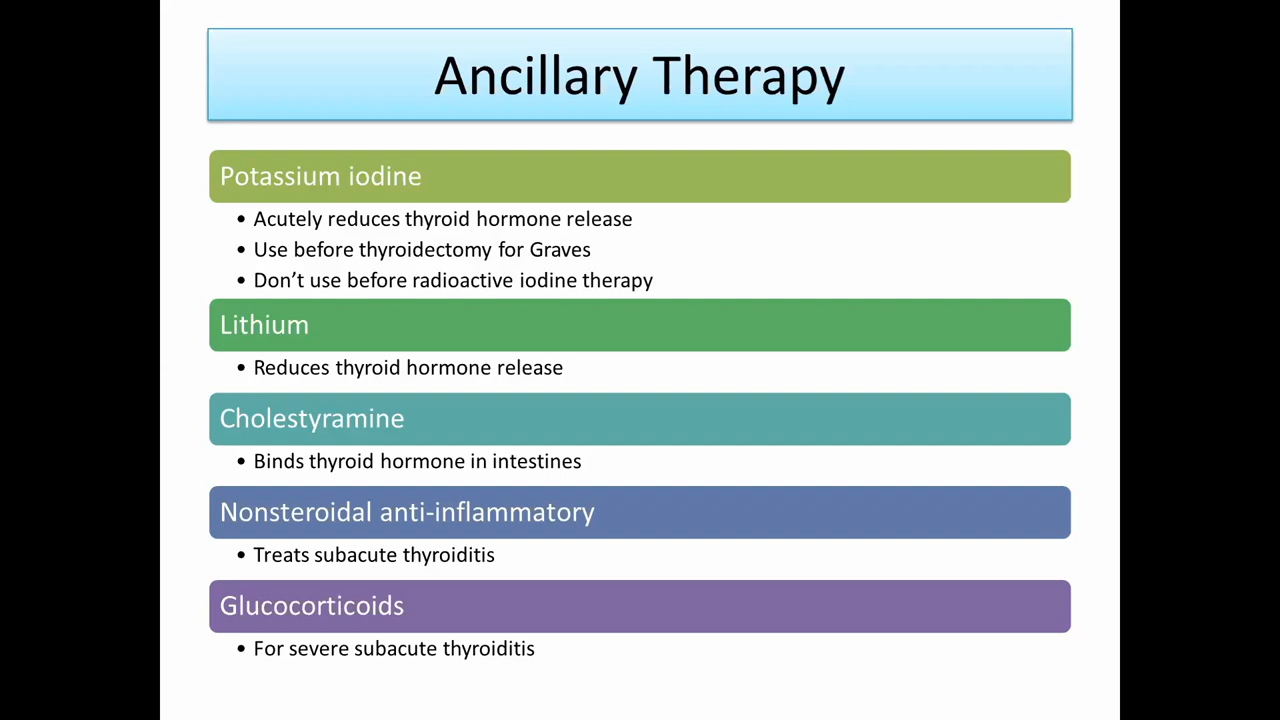 Ancillary Therapy
Potassium iodine
• Acutely reduces thyroid hormone release
• Use before thyroidectomy for Graves
• Don’t use before radioactive iodine therapy
Lithium
• Reduces thyroid hormone release
Cholestyramine
• Binds thyroid hormone in intestines
Nonsteroidal anti-inflammatory
• Treats subacute thyroiditis
Glucocorticoids
• For severe subacute thyroiditis